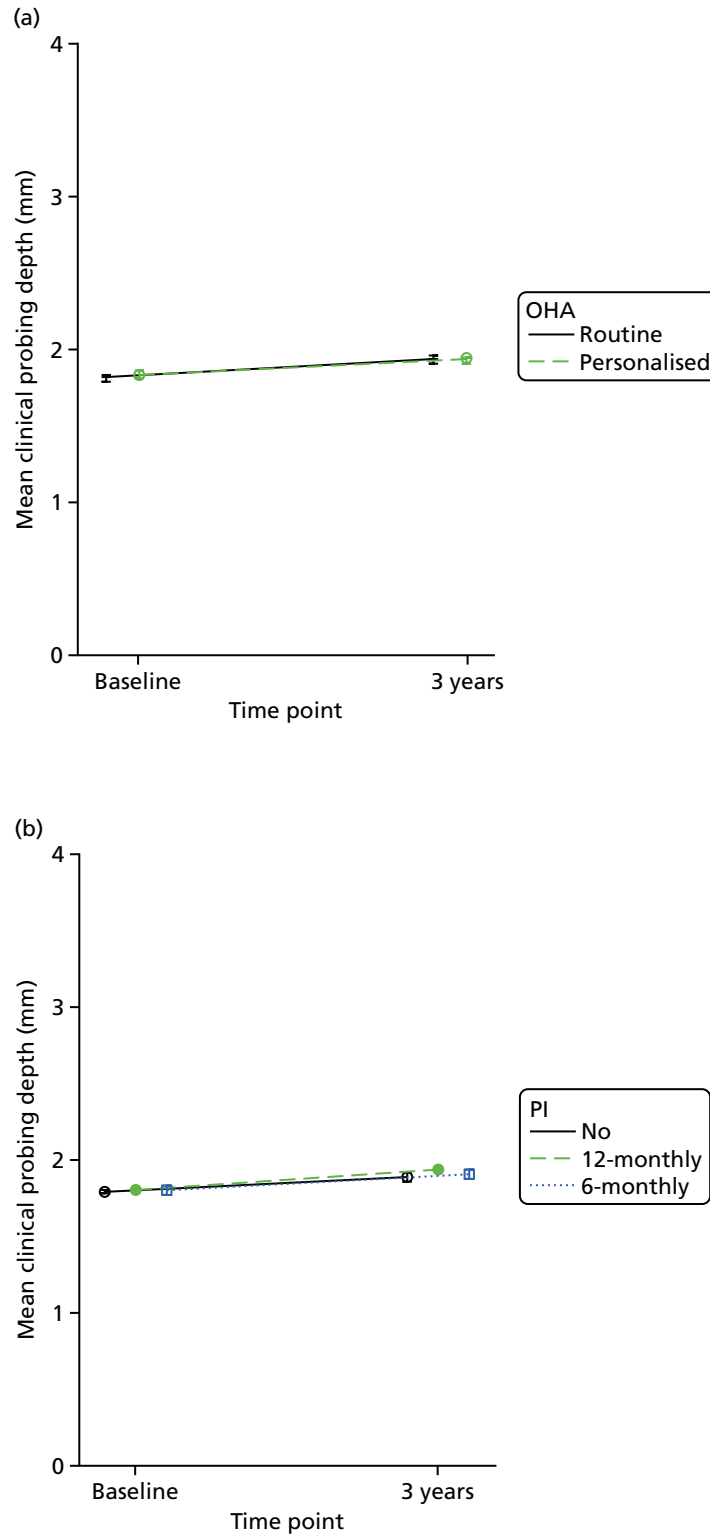 (a)
4
3
2
1
0
Mean clinical probing depth (mm)
Baseline
3 years
Time point
OHA
Routine
Personalised
(b)
4
3
2
1
0
Mean clinical probing depth (mm)
Baseline
3 years
Time point
PI
No
12-monthly
6-monthly